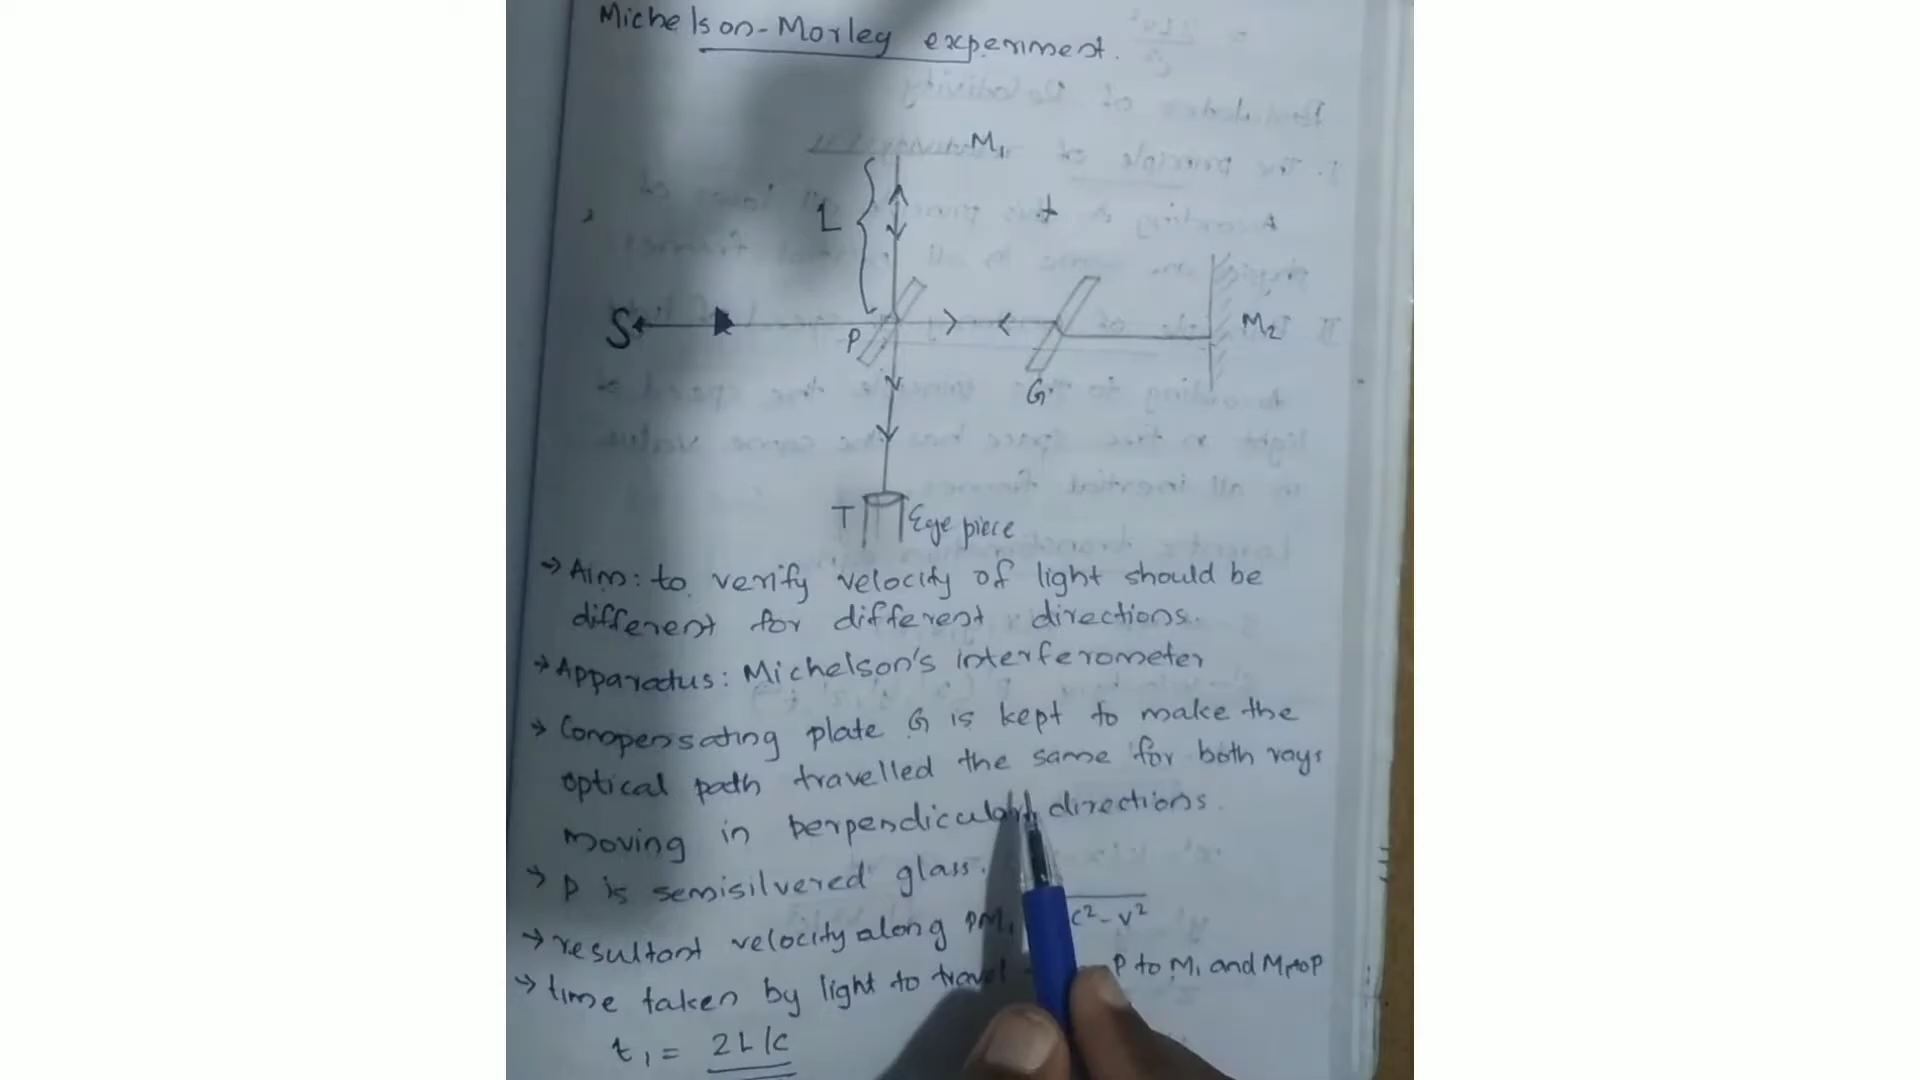 Michelson-Morley experiment.
M1
L
t
S
P
M2
G
T Eye piece
→ Aim: to verify velocity of light should be
different for different directions.
→ Apparatus: Michelson's interferometer
→ Compensating plate G is kept to make the
optical path travelled the same for both rays
moving in perpendicular directions.
→ P is semisilvered glass.
→ resultant velocity along PM1 c²-v²
→ time taken by light to travel P to M1 and M1 to P
t1 = 2L/c